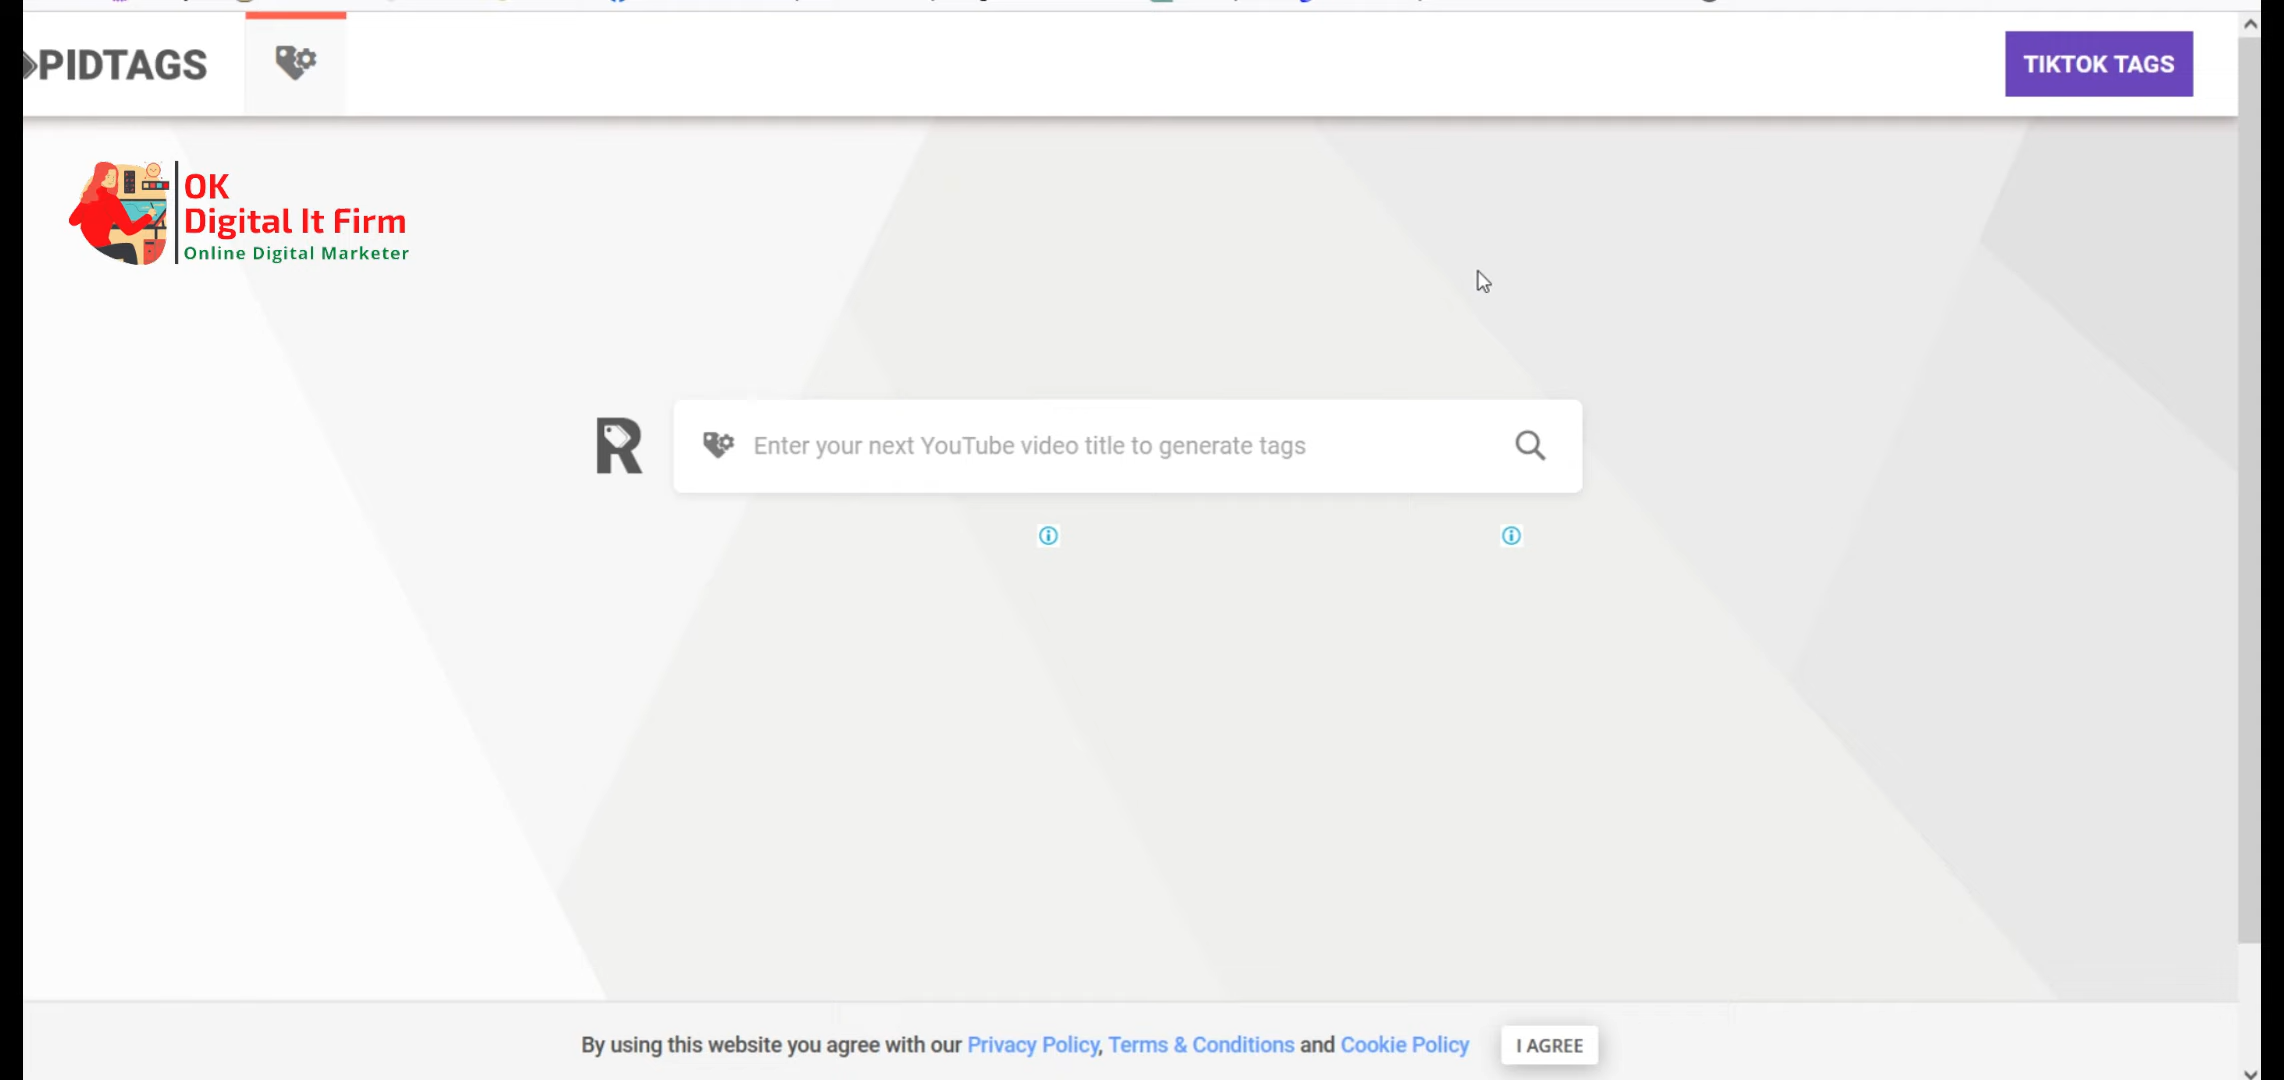 PIDTAGS
TIKTOK TAGS
OK
Digital It Firm
Online Digital Marketer
R
Enter your next YouTube video title to generate tags
By using this website you agree with our Privacy Policy, Terms & Conditions and Cookie Policy
I AGREE